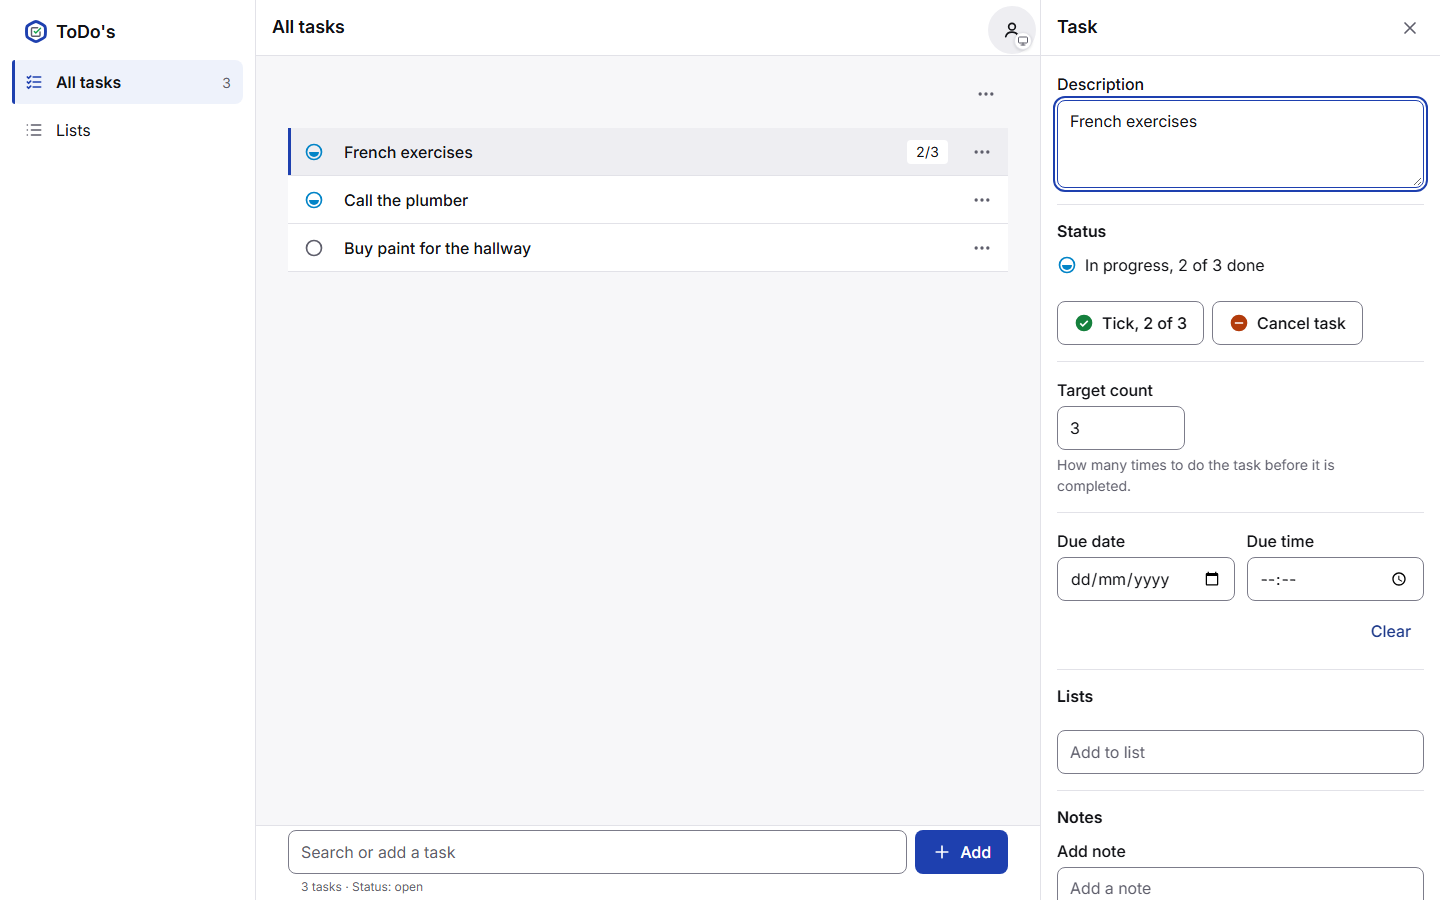 ToDo's
All tasks
3
Lists
All tasks
French exercises
2/3
Call the plumber
Buy paint for the hallway
Search or add a task
Add
3 tasks · Status: open
Task
Description
French exercises
Status
In progress, 2 of 3 done
Tick, 2 of 3
Cancel task
Target count
3
How many times to do the task before it is
completed.
Due date
Due time
dd/mm/yyyy
--:--
Clear
Lists
Add to list
Notes
Add note
Add a note